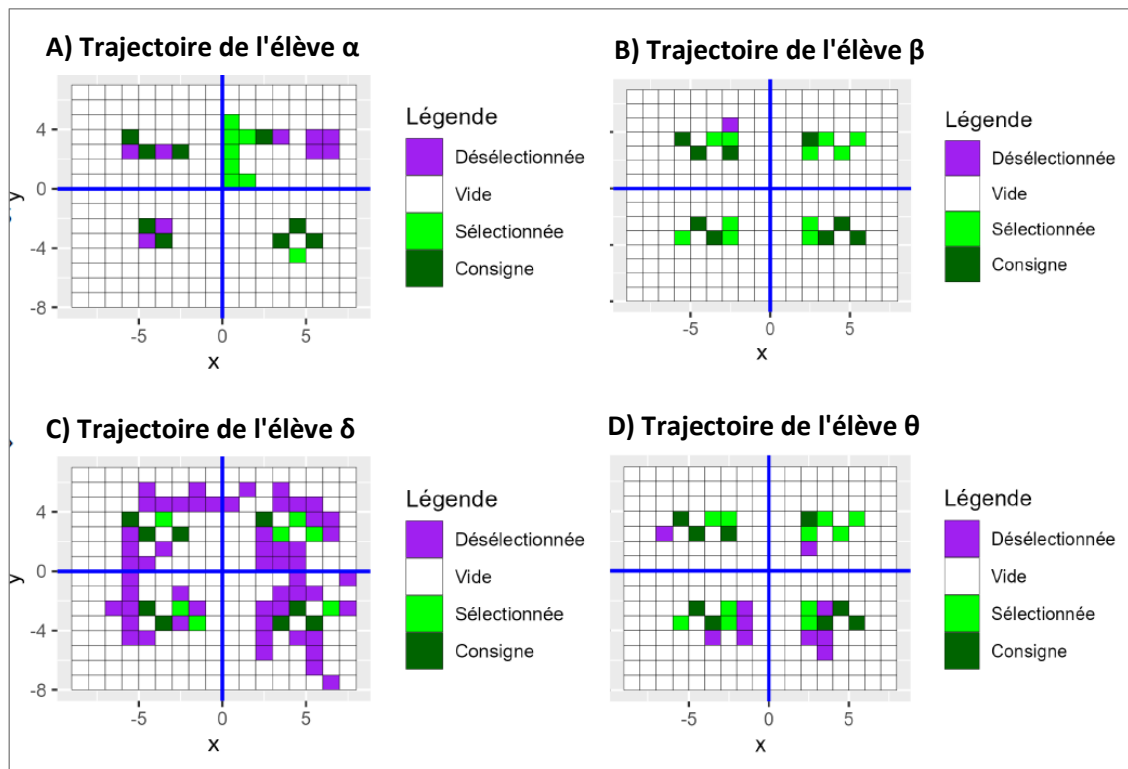 A) Trajectoire de l'élève α
4
0
-4
-8
y
-5
0
5
x
Légende
Désélectionnée
Vide
Sélectionnée
Consigne
B) Trajectoire de l'élève β
-5
0
5
x
Légende
Désélectionnée
Vide
Sélectionnée
Consigne
C) Trajectoire de l'élève δ
4
0
-4
-8
y
-5
0
5
x
Légende
Désélectionnée
Vide
Sélectionnée
Consigne
D) Trajectoire de l'élève θ
-5
0
5
x
Légende
Désélectionnée
Vide
Sélectionnée
Consigne